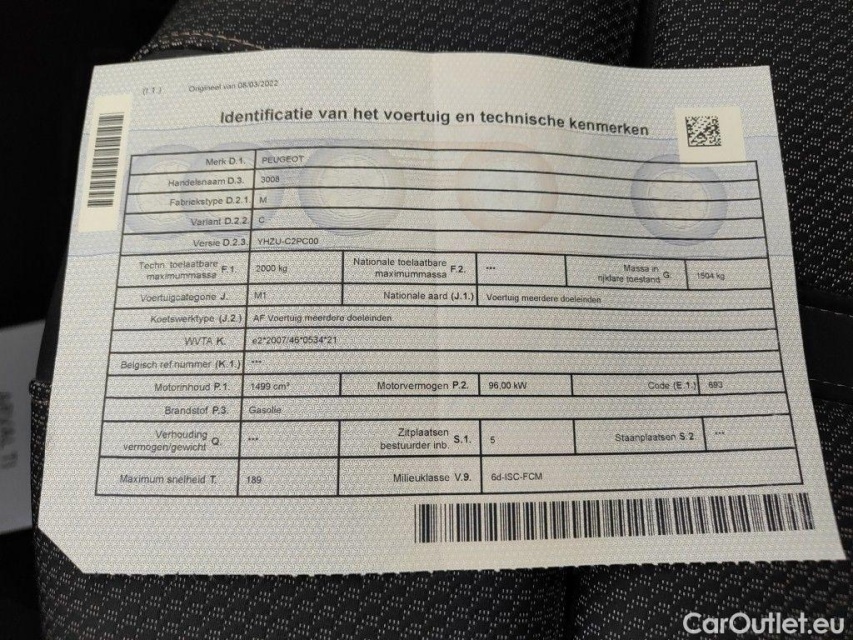 (I.1.) Origineel van 08/03/2022
Identificatie van het voertuig en technische kenmerken
Merk D.1. PEUGEOT
Handelsnaam D.3. 3008
Fabriekstype D.2.1. M
Variant D.2.2. C
Versie D.2.3. YHZU-C2PC00
Techn. toelaatbare maximummassa F.1. 2000 kg Nationale toelaatbare maximummassa F.2. --- Massa in rijklare toestand G. 1504 kg
Voertuigcategorie J. M1 Nationale aard (J.1.) Voertuig meerdere doeleinden
Koetswerktype (J.2.) AF Voertuig meerdere doeleinden
WVTA K. e2*2007/46*0534*21
Belgisch ref.nummer (K.1.) ---
Motorinhoud P.1. 1499 cm³ Motorvermogen P.2. 96,00 kW Code (E.1.) 693
Brandstof P.3. Gasolie
Verhouding vermogen/gewicht Q. --- Zitplaatsen bestuurder inb. S.1. 5 Staanplaatsen S.2. ---
Maximum snelheid T. 189 Milieuklasse V.9. 6d-ISC-FCM
CarOutlet.eu